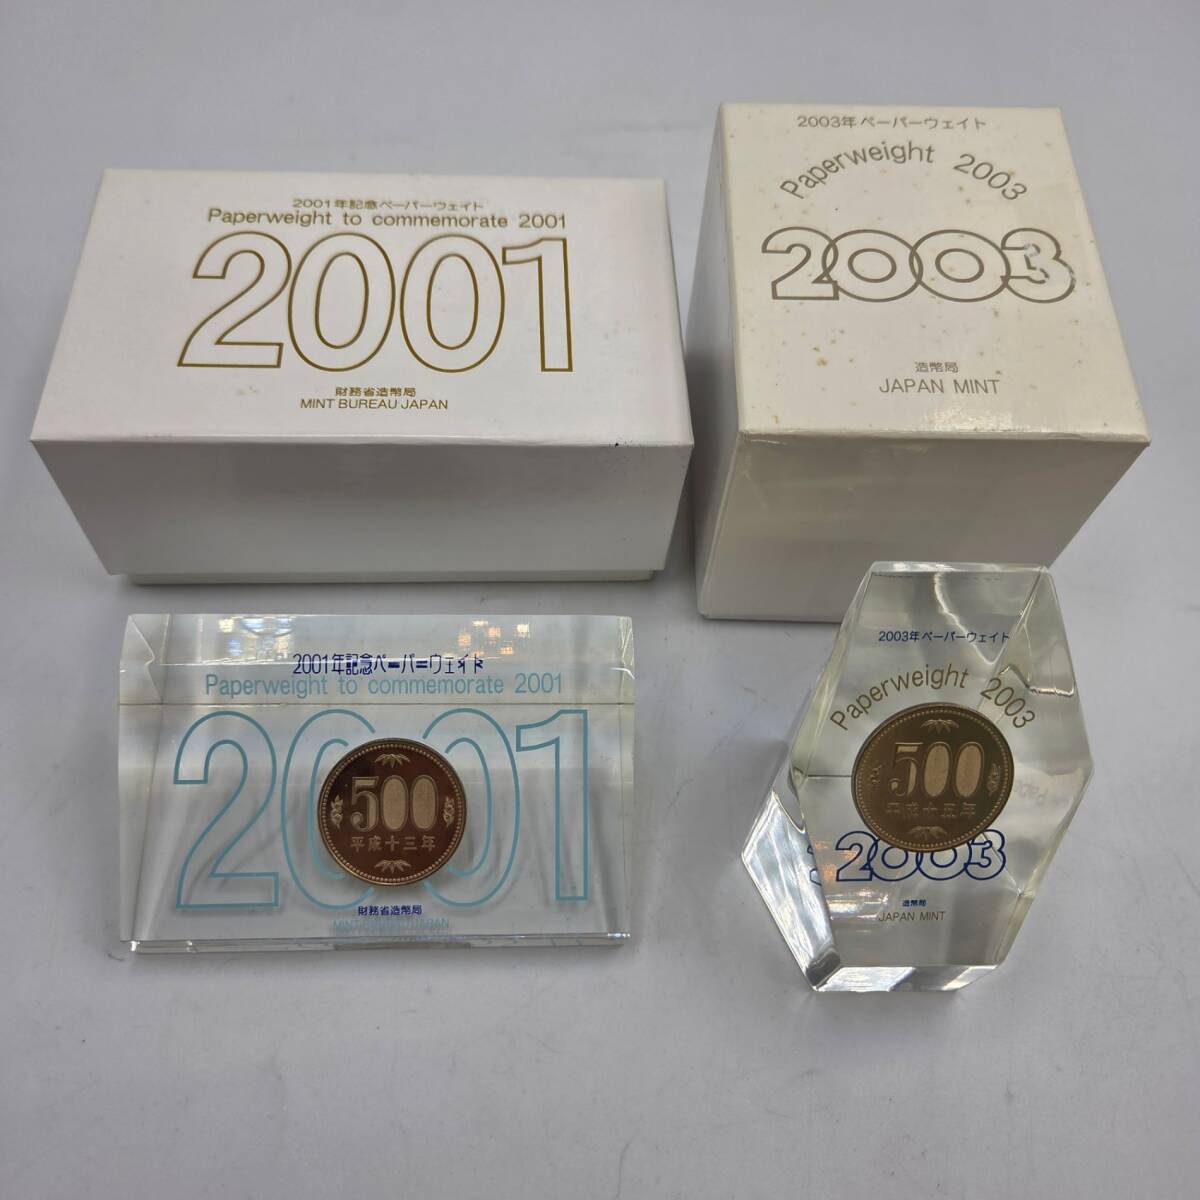 2001年記念ペーパーウェイト
Paperweight to commemorate 2001
2001
財務省造幣局
MINT BUREAU JAPAN
2003年ペーパーウェイト
Paperweight 2003
2003
造幣局
JAPAN MINT
2001年記念ペーパーウェイト
Paperweight to commemorate 2001
2001
500
平成十三年
財務省造幣局
MINT BUREAU JAPAN
2003年ペーパーウェイト
Paperweight 2003
500
平成十五年
2003
造幣局
JAPAN MINT